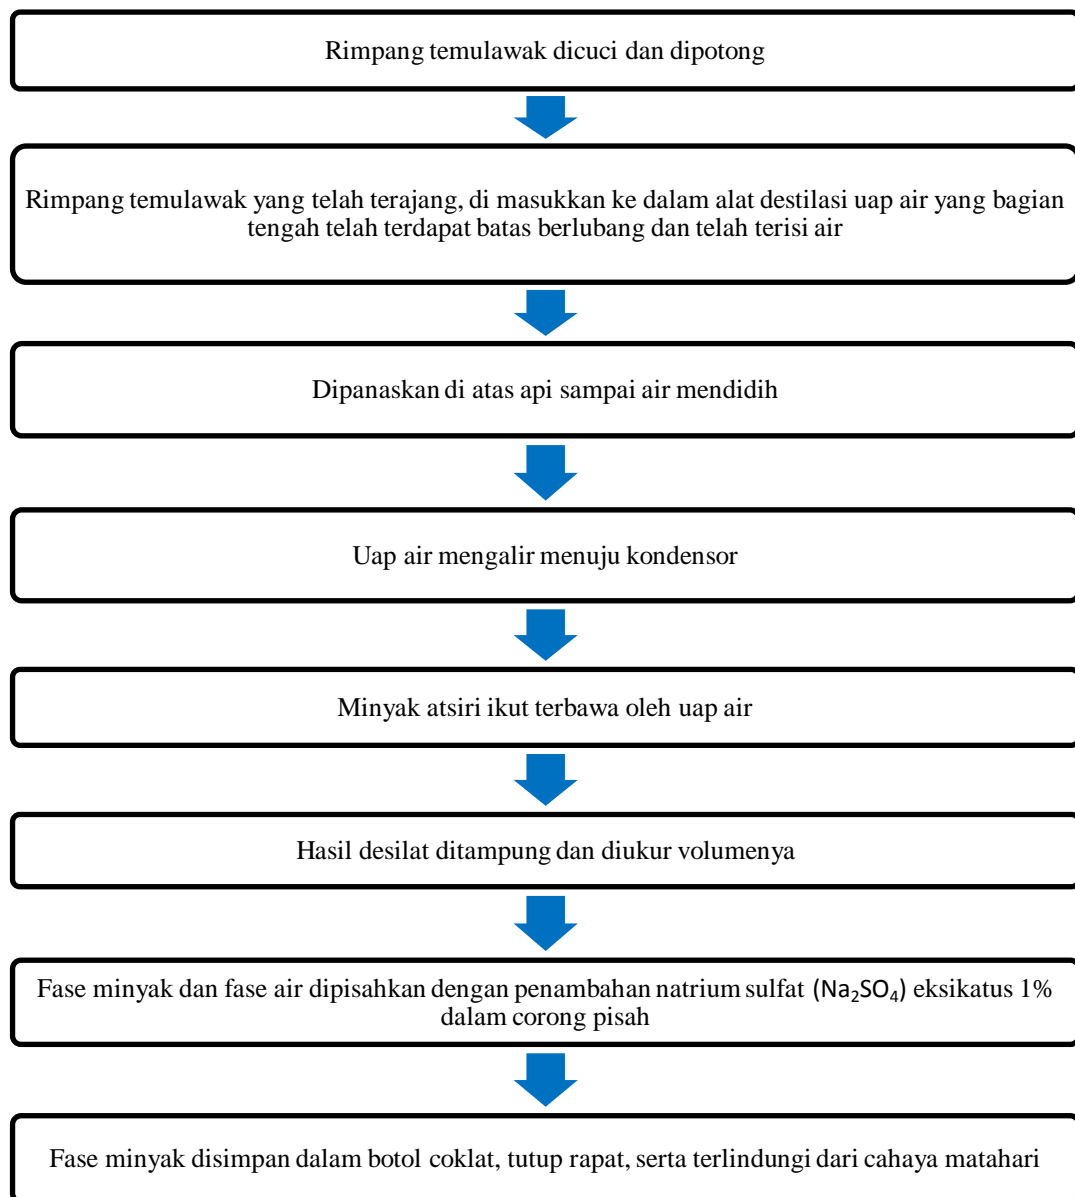 Rimpang temulawak dicuci dan dipotong
Rimpang temulawak yang telah terajang, di masukkan ke dalam alat destilasi uap air yang bagian
tengah telah terdapat batas berlubang dan telah terisi air
Dipanaskan di atas api sampai air mendidih
Uap air mengalir menuju kondensor
Minyak atsiri ikut terbawa oleh uap air
Hasil desilat ditampung dan diukur volumenya
Fase minyak dan fase air dipisahkan dengan penambahan natrium sulfat (Na₂SO₄) eksikatus 1%
dalam corong pisah
Fase minyak disimpan dalam botol coklat, tutup rapat, serta terlindungi dari cahaya matahari